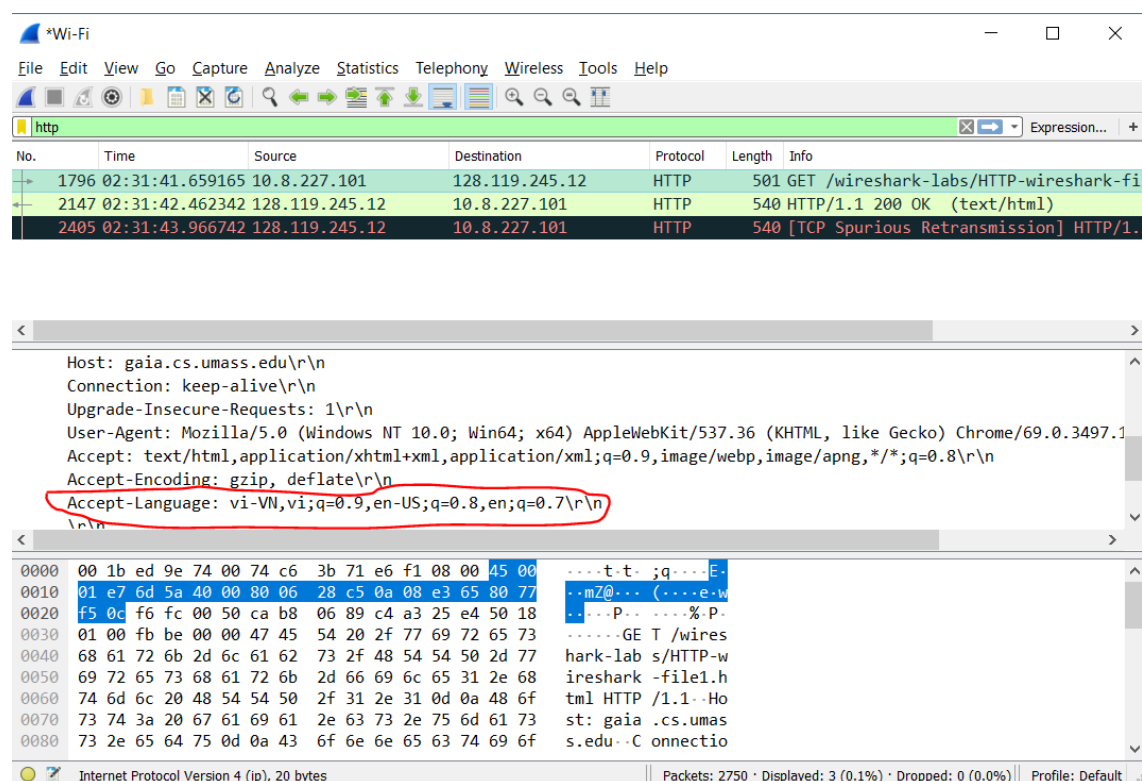 *Wi-Fi
File Edit View Go Capture Analyze Statistics Telephony Wireless Tools Help
http Expression... +
No. Time Source Destination Protocol Length Info
1796 02:31:41.659165 10.8.227.101 128.119.245.12 HTTP 501 GET /wireshark-labs/HTTP-wireshark-fi
2147 02:31:42.462342 128.119.245.12 10.8.227.101 HTTP 540 HTTP/1.1 200 OK (text/html)
2405 02:31:43.966742 128.119.245.12 10.8.227.101 HTTP 540 [TCP Spurious Retransmission] HTTP/1.
Host: gaia.cs.umass.edu\r\n
Connection: keep-alive\r\n
Upgrade-Insecure-Requests: 1\r\n
User-Agent: Mozilla/5.0 (Windows NT 10.0; Win64; x64) AppleWebKit/537.36 (KHTML, like Gecko) Chrome/69.0.3497.1
Accept: text/html,application/xhtml+xml,application/xml;q=0.9,image/webp,image/apng,*/*;q=0.8\r\n
Accept-Encoding: gzip, deflate\r\n
Accept-Language: vi-VN,vi;q=0.9,en-US;q=0.8,en;q=0.7\r\n
\r\n
0000 00 1b ed 9e 74 00 74 c6 3b 71 e6 f1 08 00 45 00 ····t·t· ;q····E·
0010 01 e7 6d 5a 40 00 80 06 28 c5 0a 08 e3 65 80 77 ··mZ@··· (····e·w
0020 f5 0c f6 fc 00 50 ca b8 06 89 c4 a3 25 e4 50 18 ·····P·· ····%·P·
0030 01 00 fb be 00 00 47 45 54 20 2f 77 69 72 65 73 ······GE T /wires
0040 68 61 72 6b 2d 6c 61 62 73 2f 48 54 54 50 2d 77 hark-lab s/HTTP-w
0050 69 72 65 73 68 61 72 6b 2d 66 69 6c 65 31 2e 68 ireshark -file1.h
0060 74 6d 6c 20 48 54 54 50 2f 31 2e 31 0d 0a 48 6f tml HTTP /1.1··Ho
0070 73 74 3a 20 67 61 69 61 2e 63 73 2e 75 6d 61 73 st: gaia .cs.umas
0080 73 2e 65 64 75 0d 0a 43 6f 6e 6e 65 63 74 69 6f s.edu··C onnectio
Internet Protocol Version 4 (ip), 20 bytes Packets: 2750 · Displayed: 3 (0.1%) · Dropped: 0 (0.0%) Profile: Default